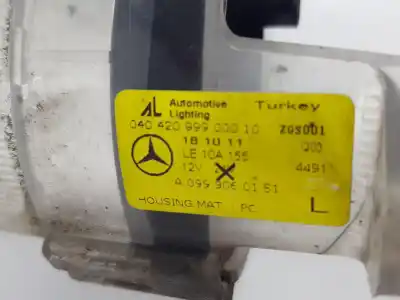 AL Automotive Lighting Turkey
040 420 999 000 10
18 10 11
LE 10A 155
12V
A 099 906 01 51
HOUSING MAT PC L